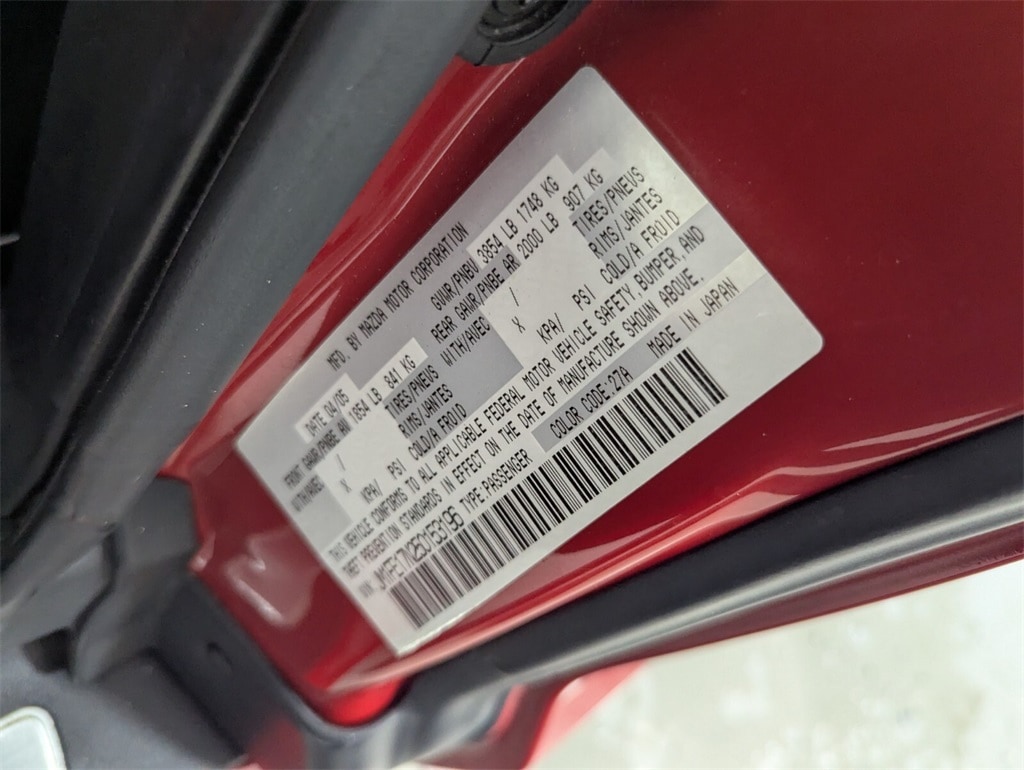 MFD. BY MAZDA MOTOR CORPORATION
DATE 04/05 GVWR/PNBV 3854 LB 1748 KG
FRONT GAWR/PNBE AV 1854 LB 841 KG REAR GAWR/PNBE AR 2000 LB 907 KG
WITH/AVEC / TIRES/PNEUS WITH/AVEC / TIRES/PNEUS
X RIMS/JANTES X RIMS/JANTES
KPA/ PSI COLD/A FROID KPA/ PSI COLD/A FROID
THIS VEHICLE CONFORMS TO ALL APPLICABLE FEDERAL MOTOR VEHICLE SAFETY, BUMPER, AND
THEFT PREVENTION STANDARDS IN EFFECT ON THE DATE OF MANUFACTURE SHOWN ABOVE.
TYPE:PASSENGER COLOR CODE:27A MADE IN JAPAN